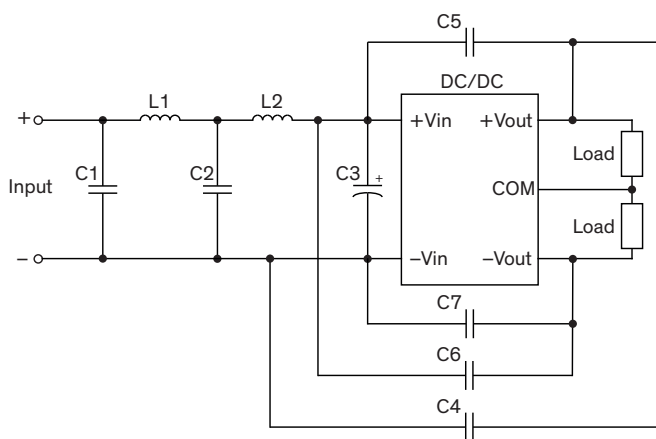 C5
DC/DC
L1
L2
+
+Vin
+Vout
C1
C2
C3
+
Load
Input
COM
Load
–
–Vin
–Vout
C7
C6
C4